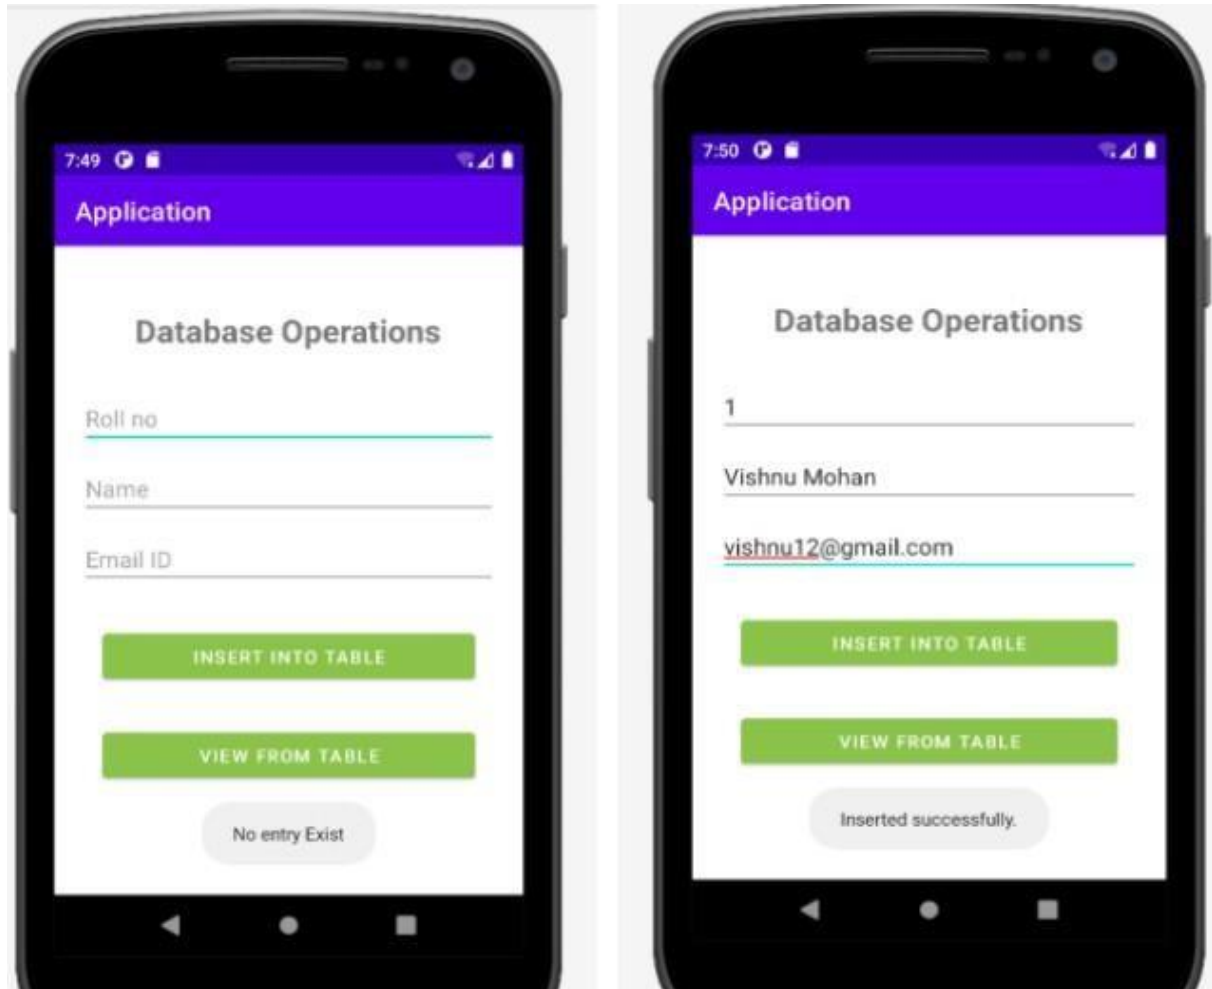 7:49
Application
Database Operations
Roll no
Name
Email ID
INSERT INTO TABLE
VIEW FROM TABLE
No entry Exist
7:50
Application
Database Operations
1
Vishnu Mohan
vishnu12@gmail.com
INSERT INTO TABLE
VIEW FROM TABLE
Inserted successfully.